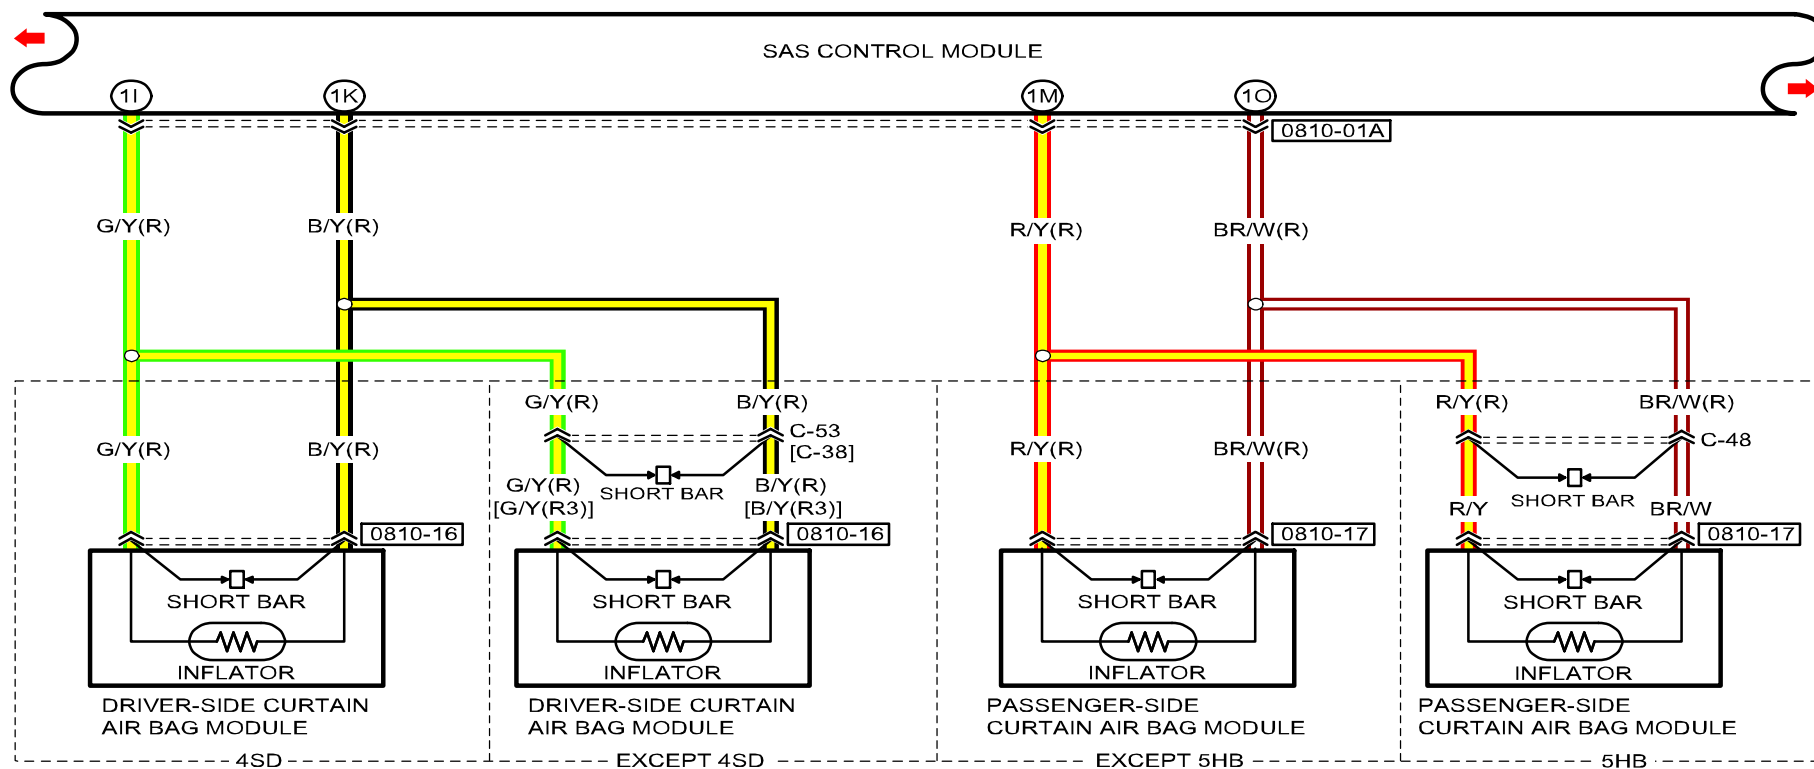 SAS CONTROL MODULE
1I 1K 1M 1O
0810-01A
G/Y(R) B/Y(R) R/Y(R) BR/W(R)
G/Y(R) B/Y(R) R/Y(R) BR/W(R)
C-53
[C-38]
C-48
G/Y(R) B/Y(R) R/Y(R) BR/W(R)
G/Y(R) SHORT BAR B/Y(R) SHORT BAR
[G/Y(R3)] [B/Y(R3)] R/Y BR/W
0810-16 0810-16 0810-17 0810-17
SHORT BAR SHORT BAR SHORT BAR SHORT BAR
INFLATOR INFLATOR INFLATOR INFLATOR
DRIVER-SIDE CURTAIN
AIR BAG MODULE
DRIVER-SIDE CURTAIN
AIR BAG MODULE
PASSENGER-SIDE
CURTAIN AIR BAG MODULE
PASSENGER-SIDE
CURTAIN AIR BAG MODULE
4SD EXCEPT 4SD EXCEPT 5HB 5HB